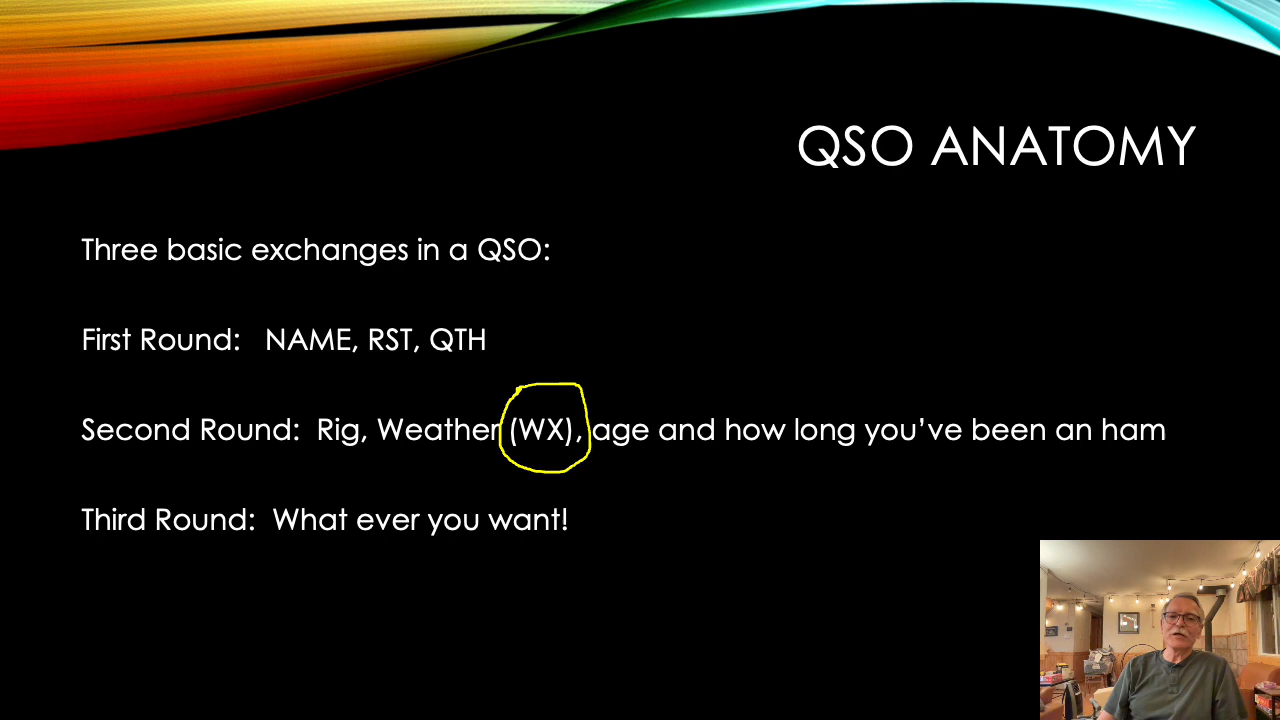 QSO ANATOMY
Three basic exchanges in a QSO:
First Round: NAME, RST, QTH
Second Round: Rig, Weather (WX), age and how long you’ve been an ham
Third Round: What ever you want!